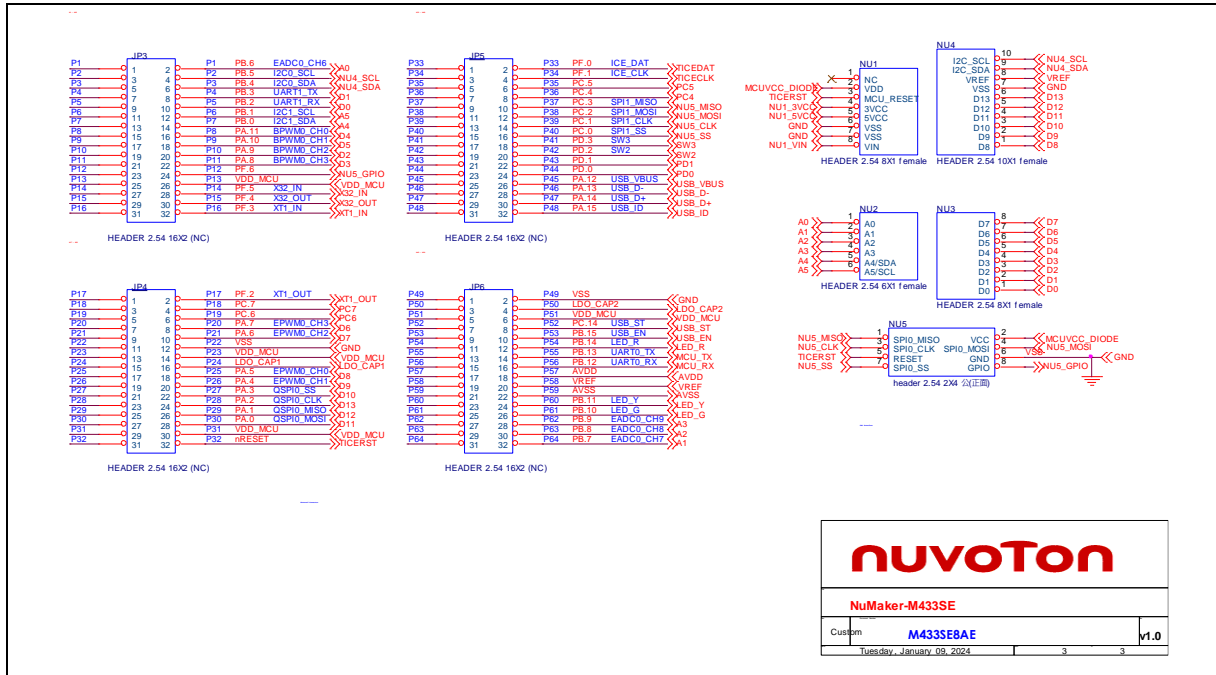 JP3
P1 1 2 P1 PB.6 EADC0_CH6 A0
P2 3 4 P2 PB.5 I2C0_SCL NU4_SCL
P3 5 6 P3 PB.4 I2C0_SDA NU4_SDA
P4 7 8 P4 PB.3 UART1_TX D1
P5 9 10 P5 PB.2 UART1_RX D0
P6 11 12 P6 PB.1 I2C1_SCL A5
P7 13 14 P7 PB.0 I2C1_SDA A4
P8 15 16 P8 PA.11 BPWM0_CH0 D4
P9 17 18 P9 PA.10 BPWM0_CH1 D5
P10 19 20 P10 PA.9 BPWM0_CH2 D2
P11 21 22 P11 PA.8 BPWM0_CH3 D3
P12 23 24 P12 PF.6 NU5_GPIO
P13 25 26 P13 VDD_MCU VDD_MCU
P14 27 28 P14 PF.5 X32_IN X32_IN
P15 29 30 P15 PF.4 X32_OUT X32_OUT
P16 31 32 P16 PF.3 XT1_IN XT1_IN
HEADER 2.54 16X2 (NC)
JP5
P33 1 2 P33 PF.0 ICE_DAT TICEDAT
P34 3 4 P34 PF.1 ICE_CLK TICECLK
P35 5 6 P35 PC.5 PC5
P36 7 8 P36 PC.4 PC4
P37 9 10 P37 PC.3 SPI1_MISO NU5_MISO
P38 11 12 P38 PC.2 SPI1_MOSI NU5_MOSI
P39 13 14 P39 PC.1 SPI1_CLK NU5_CLK
P40 15 16 P40 PC.0 SPI1_SS NU5_SS
P41 17 18 P41 PD.3 SW3 SW3
P42 19 20 P42 PD.2 SW2 SW2
P43 21 22 P43 PD.1 PD1
P44 23 24 P44 PD.0 PD0
P45 25 26 P45 PA.12 USB_VBUS USB_VBUS
P46 27 28 P46 PA.13 USB_D- USB_D-
P47 29 30 P47 PA.14 USB_D+ USB_D+
P48 31 32 P48 PA.15 USB_ID USB_ID
HEADER 2.54 16X2 (NC)
NU1
1 NC
MCUVCC_DIODE 2 VDD
TICERST 3 MCU_RESET
NU1_3VCC 4 3VCC
NU1_5VCC 5 5VCC
GND 6 VSS
GND 7 VSS
NU1_VIN 8 VIN
HEADER 2.54 8X1 female
NU4
I2C_SCL 10 NU4_SCL
I2C_SDA 9 NU4_SDA
VREF 8 VREF
VSS 7 GND
D13 6 D13
D12 5 D12
D11 4 D11
D10 3 D10
D9 2 D9
D8 1 D8
HEADER 2.54 10X1 female
NU2
A0 1 A0
A1 2 A1
A2 3 A2
A3 4 A3
A4 5 A4/SDA
A5 6 A5/SCL
HEADER 2.54 6X1 female
NU3
D7 8 D7
D6 7 D6
D5 6 D5
D4 5 D4
D3 4 D3
D2 3 D2
D1 2 D1
D0 1 D0
HEADER 2.54 8X1 female
JP4
P17 1 2 P17 PF.2 XT1_OUT XT1_OUT
P18 3 4 P18 PC.7 PC7
P19 5 6 P19 PC.6 PC6
P20 7 8 P20 PA.7 EPWM0_CH3 D6
P21 9 10 P21 PA.6 EPWM0_CH2 D7
P22 11 12 P22 VSS GND
P23 13 14 P23 VDD_MCU VDD_MCU
P24 15 16 P24 LDO_CAP1 LDO_CAP1
P25 17 18 P25 PA.5 EPWM0_CH0 D8
P26 19 20 P26 PA.4 EPWM0_CH1 D9
P27 21 22 P27 PA.3 QSPI0_SS D10
P28 23 24 P28 PA.2 QSPI0_CLK D13
P29 25 26 P29 PA.1 QSPI0_MISO D12
P30 27 28 P30 PA.0 QSPI0_MOSI D11
P31 29 30 P31 VDD_MCU VDD_MCU
P32 31 32 P32 nRESET TICERST
HEADER 2.54 16X2 (NC)
JP6
P49 1 2 P49 VSS GND
P50 3 4 P50 LDO_CAP2 LDO_CAP2
P51 5 6 P51 VDD_MCU VDD_MCU
P52 7 8 P52 PC.14 USB_ST USB_ST
P53 9 10 P53 PB.15 USB_EN USB_EN
P54 11 12 P54 PB.14 LED_R LED_R
P55 13 14 P55 PB.13 UART0_TX MCU_TX
P56 15 16 P56 PB.12 UART0_RX MCU_RX
P57 17 18 P57 AVDD AVDD
P58 19 20 P58 VREF VREF
P59 21 22 P59 AVSS AVSS
P60 23 24 P60 PB.11 LED_Y LED_Y
P61 25 26 P61 PB.10 LED_G LED_G
P62 27 28 P62 PB.9 EADC0_CH9 A3
P63 29 30 P63 PB.8 EADC0_CH8 A2
P64 31 32 P64 PB.7 EADC0_CH7 A1
HEADER 2.54 16X2 (NC)
NU5
NU5_MISO 1 SPI0_MISO VCC 2 MCUVCC_DIODE
NU5_CLK 3 SPI0_CLK SPI0_MOSI 4 NU5_MOSI
TICERST 5 RESET GND 6 VSS GND
NU5_SS 7 SPI0_SS GPIO 8 NU5_GPIO
header 2.54 2X4 公(正面)
nuvoTon
NuMaker-M433SE
Custom M433SE8AE v1.0
Tuesday, January 09, 2024 3 3